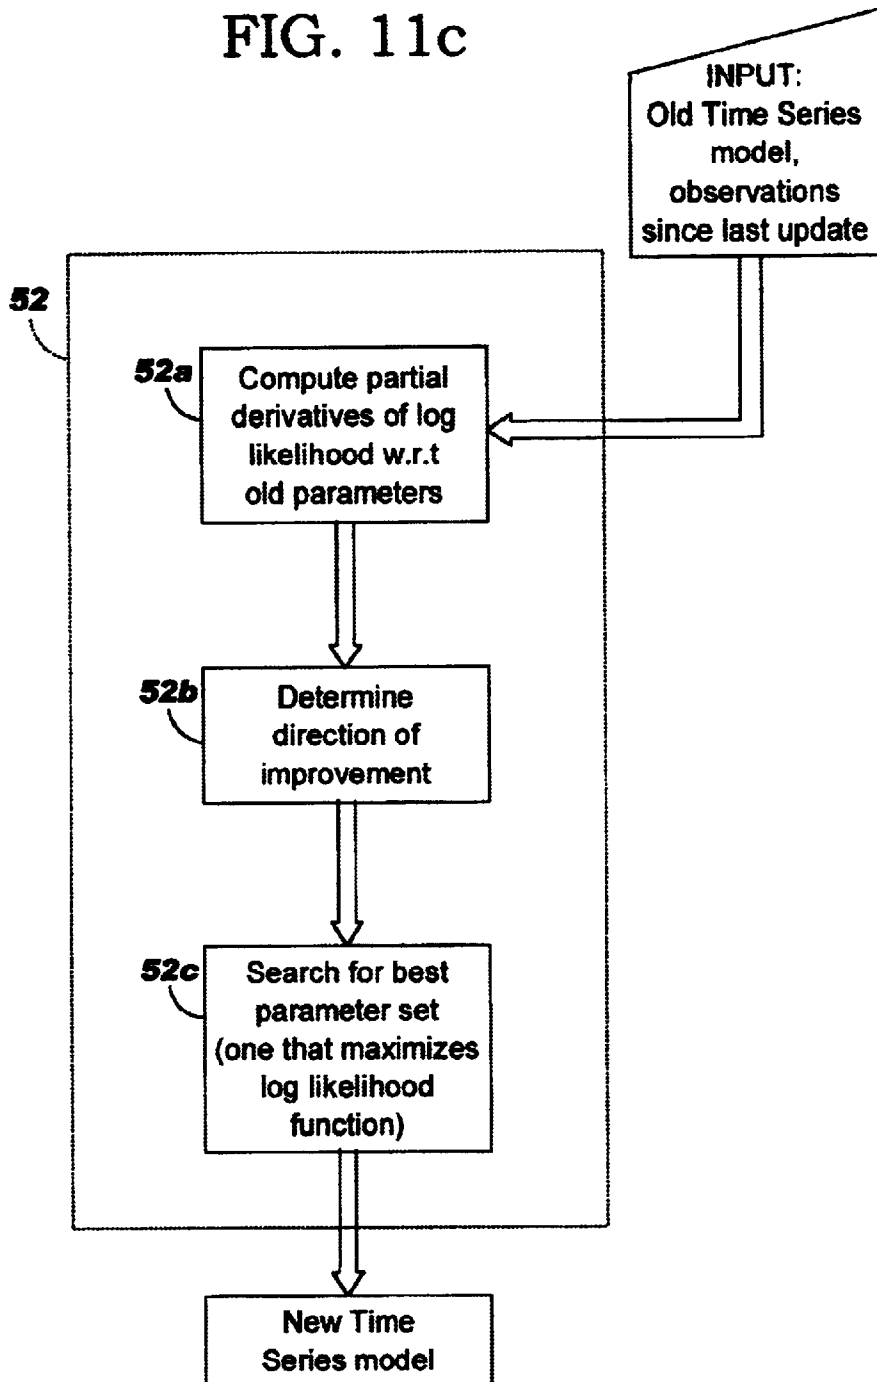 FIG. 11c
INPUT:
Old Time Series
model,
observations
since last update
52
52a
Compute partial
derivatives of log
likelihood w.r.t
old parameters
52b
Determine
direction of
improvement
52c
Search for best
parameter set
(one that maximizes
log likelihood
function)
New Time
Series model